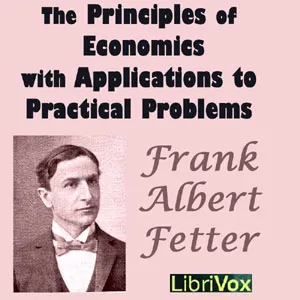 The Principles of
Economics
with Applications to
Practical Problems
Frank
Albert
Fetter
LibriVox